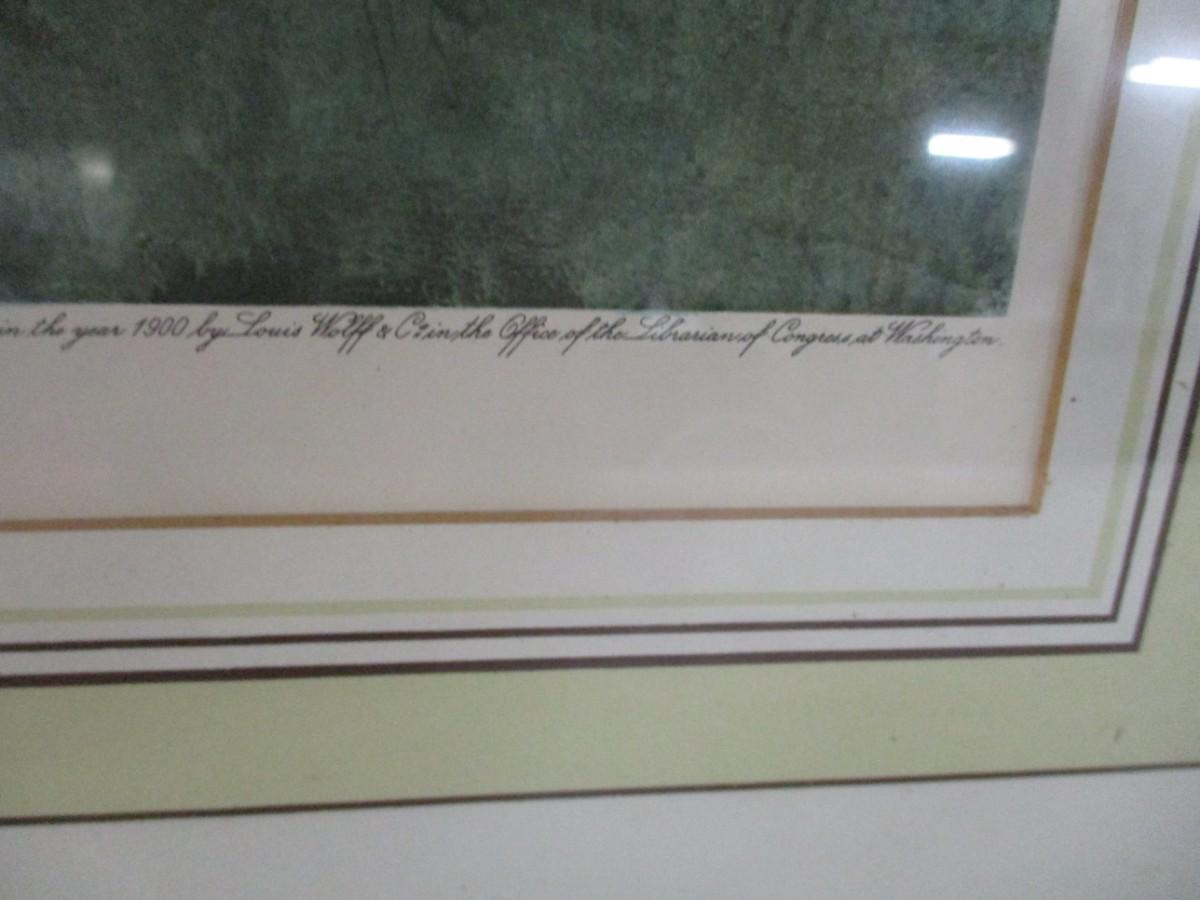 in the year 1900 by Louis Wolff & Cº in the Office of the Librarian of Congress, at Washington.